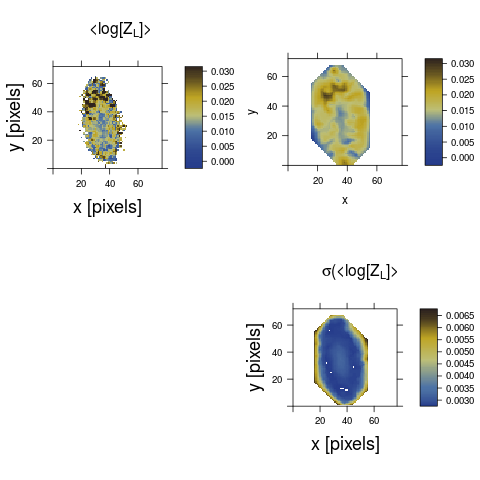 <log[Z_L]>
60
40
20
20 40 60
x [pixels]
y [pixels]
0.030
0.025
0.020
0.015
0.010
0.005
0.000
60
40
20
20 40 60
x
y
0.030
0.025
0.020
0.015
0.010
0.005
0.000
σ(<log[Z_L]>
60
40
20
20 40 60
x [pixels]
y [pixels]
0.0065
0.0060
0.0055
0.0050
0.0045
0.0040
0.0035
0.0030